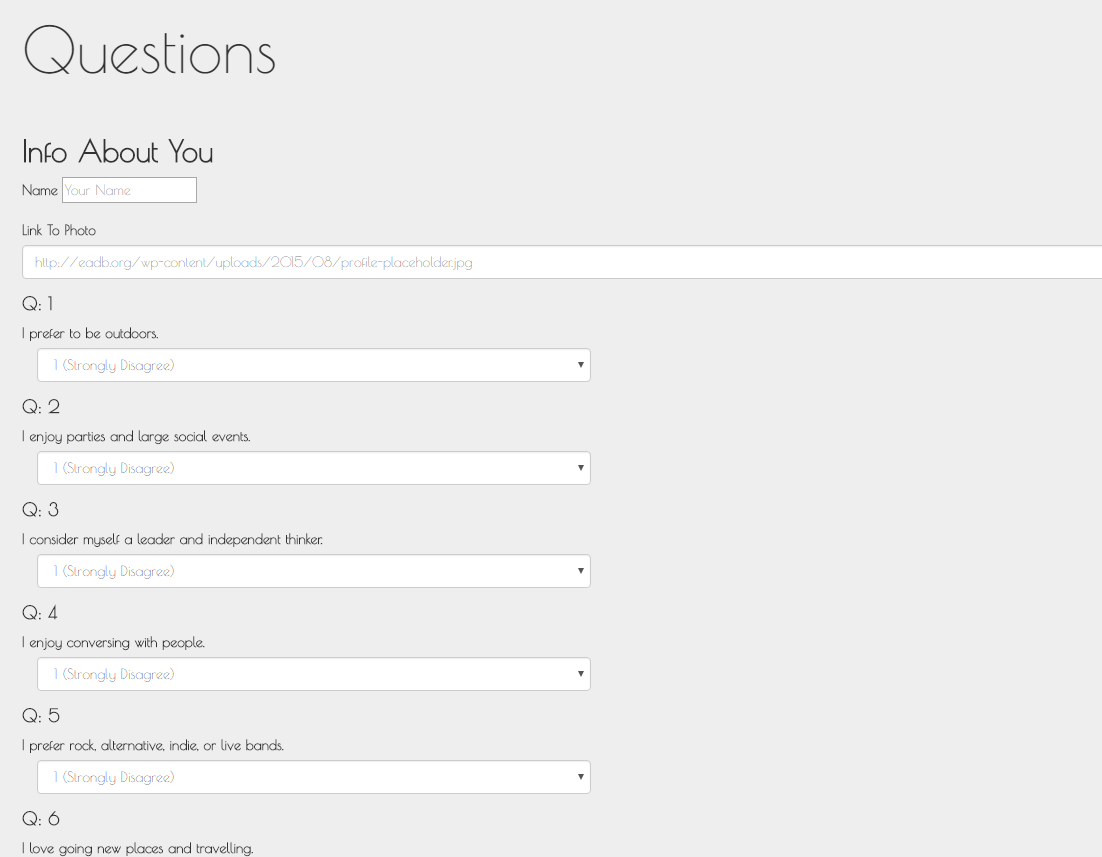 Questions
Info About You
Name Your Name
Link To Photo
http://eadb.org/wp-content/uploads/2015/08/profile-placeholder.jpg
Q: 1
I prefer to be outdoors.
1 (Strongly Disagree)
Q: 2
I enjoy parties and large social events.
1 (Strongly Disagree)
Q: 3
I consider myself a leader and independent thinker.
1 (Strongly Disagree)
Q: 4
I enjoy conversing with people.
1 (Strongly Disagree)
Q: 5
I prefer rock, alternative, indie, or live bands.
1 (Strongly Disagree)
Q: 6
I love going new places and travelling.